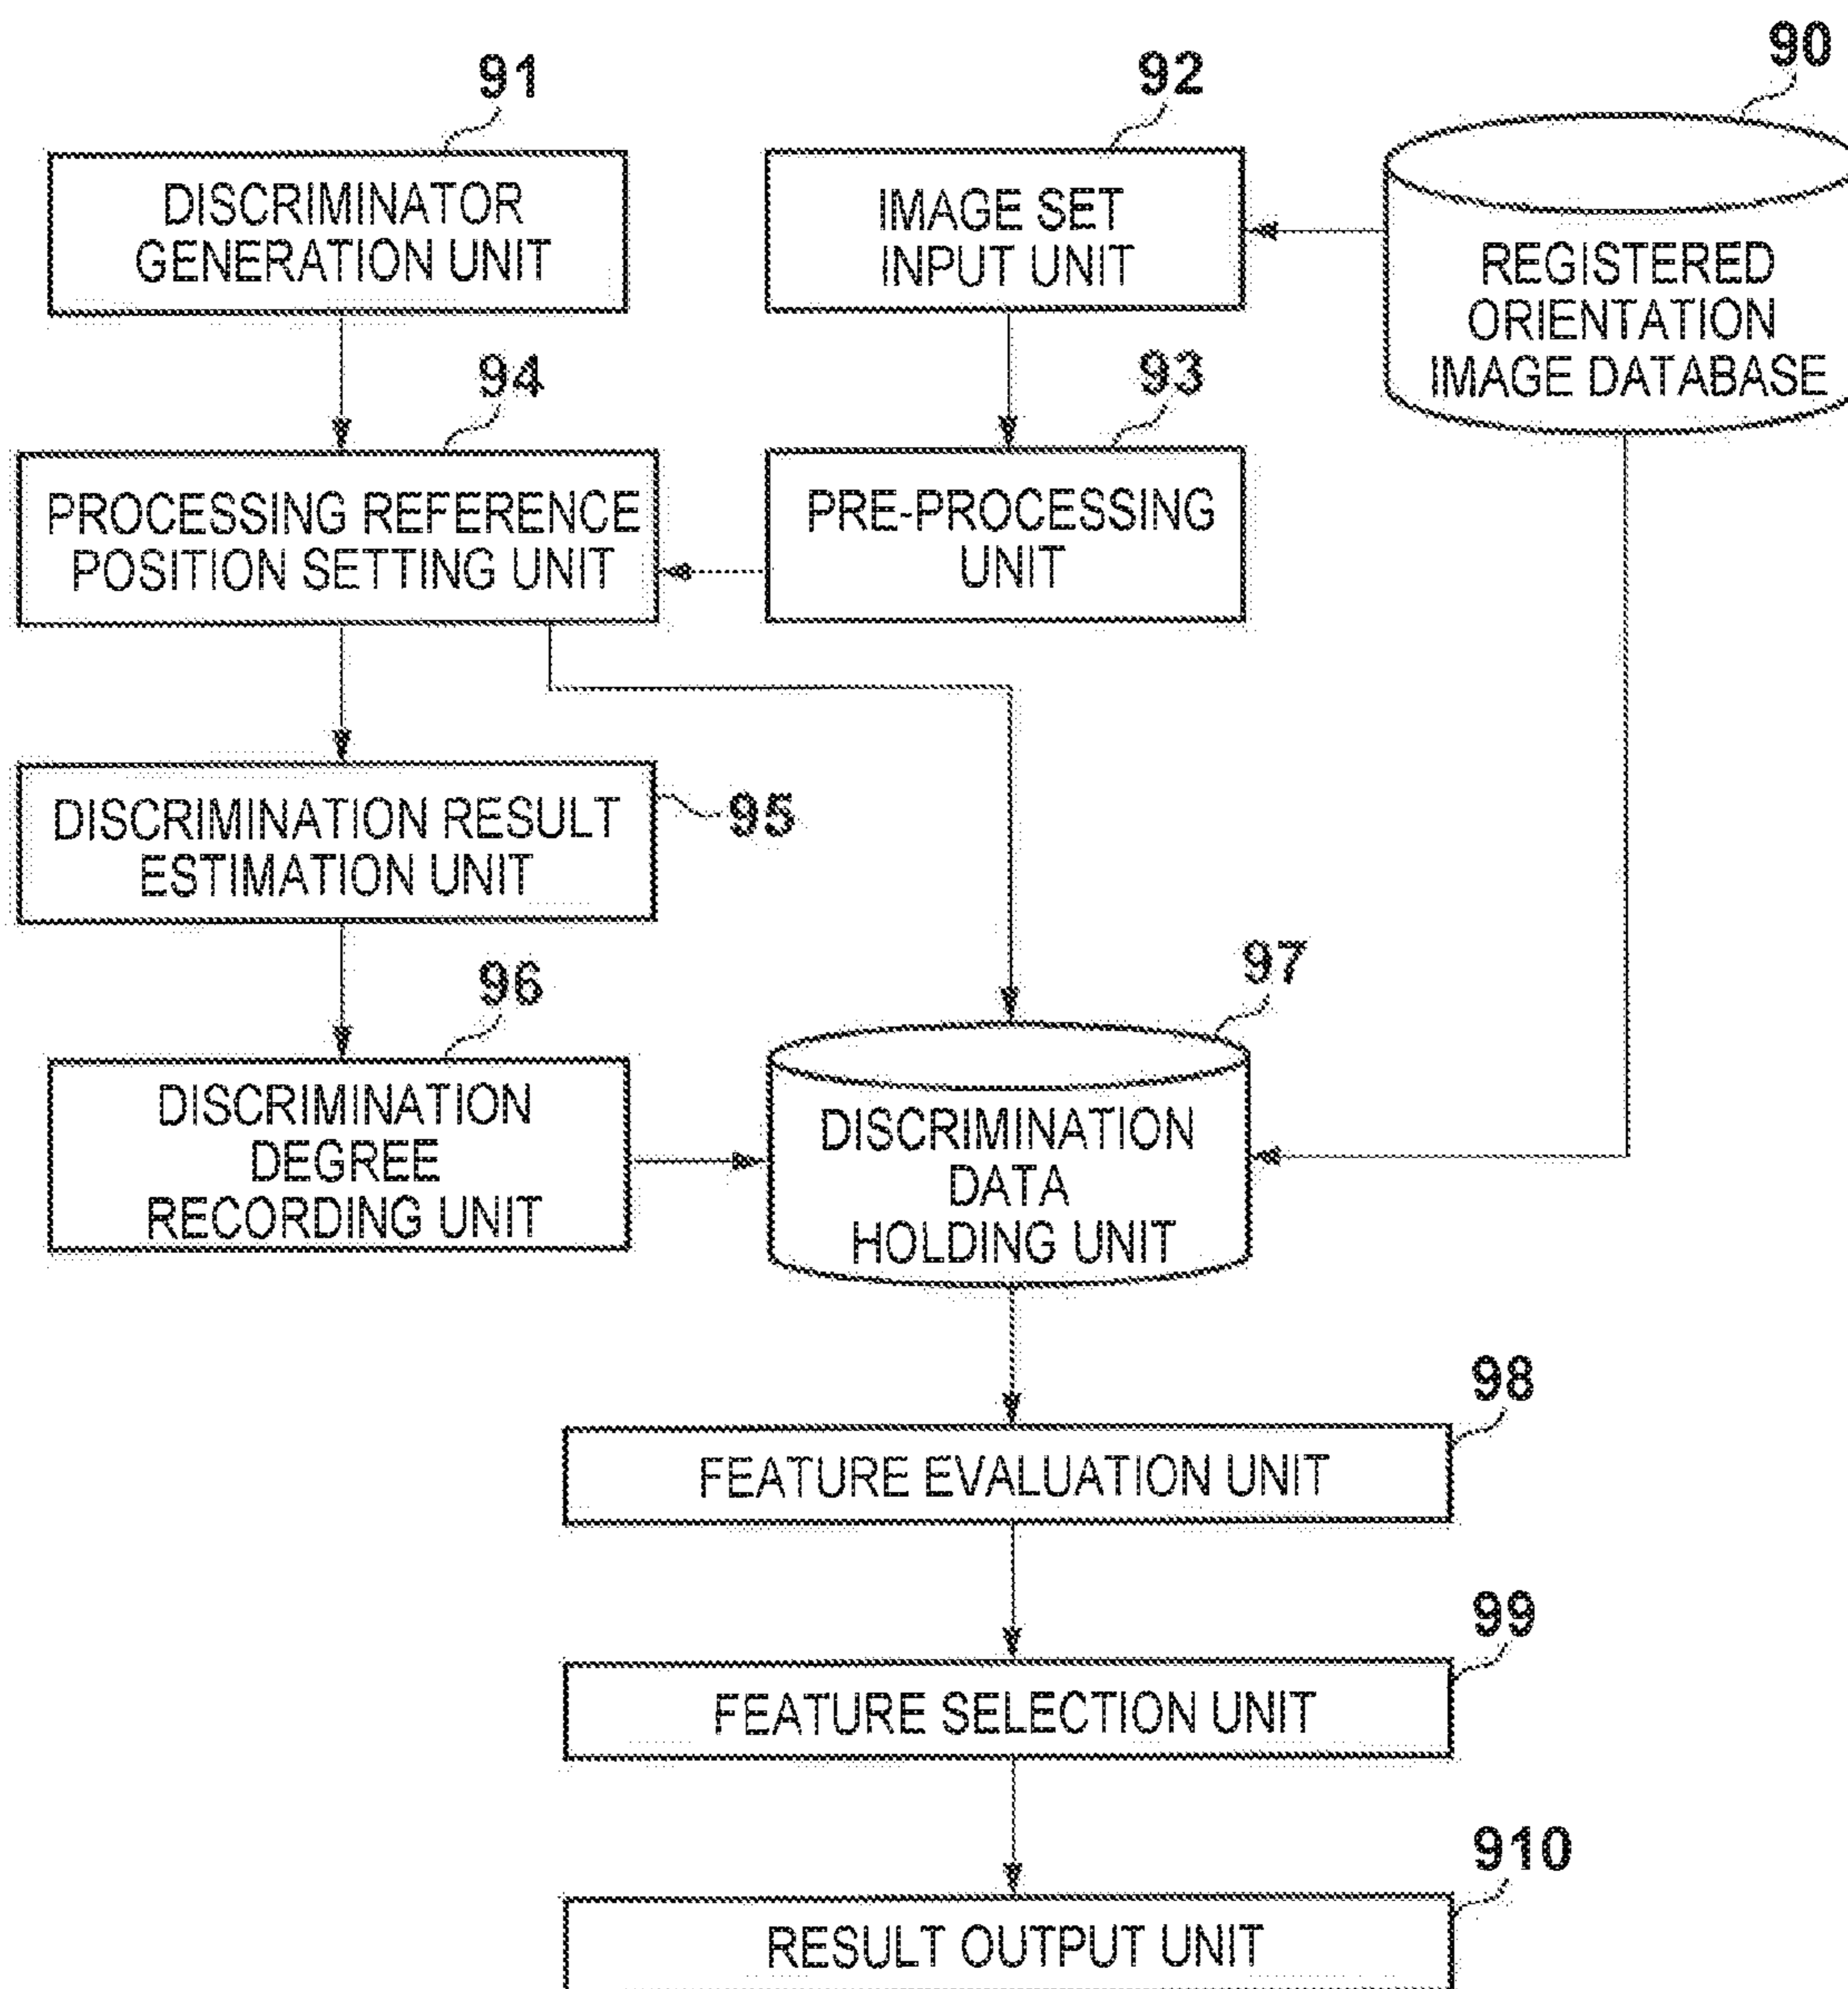 91
92
90
DISCRIMINATOR
GENERATION UNIT
IMAGE SET
INPUT UNIT
REGISTERED
ORIENTATION
IMAGE DATABASE
94
93
PROCESSING REFERENCE
POSITION SETTING UNIT
PRE-PROCESSING
UNIT
DISCRIMINATION RESULT
ESTIMATION UNIT
95
96
97
DISCRIMINATION
DEGREE
RECORDING UNIT
DISCRIMINATION
DATA
HOLDING UNIT
98
FEATURE EVALUATION UNIT
99
FEATURE SELECTION UNIT
910
RESULT OUTPUT UNIT